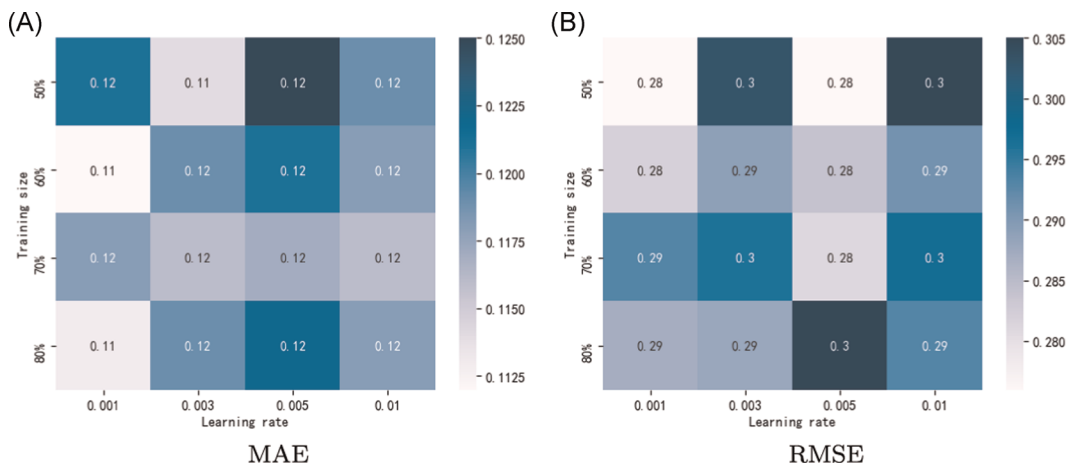 (A)
0.12 0.11 0.12 0.12
0.11 0.12 0.12 0.12
0.12 0.12 0.12 0.12
0.11 0.12 0.12 0.12
50%
60%
70%
80%
Training size
0.001 0.003 0.005 0.01
Learning rate
0.1250
0.1225
0.1200
0.1175
0.1150
0.1125
MAE
(B)
0.28 0.3 0.28 0.3
0.28 0.29 0.28 0.29
0.29 0.3 0.28 0.3
0.29 0.29 0.3 0.29
50%
60%
70%
80%
Training size
0.001 0.003 0.005 0.01
Learning rate
0.305
0.300
0.295
0.290
0.285
0.280
RMSE